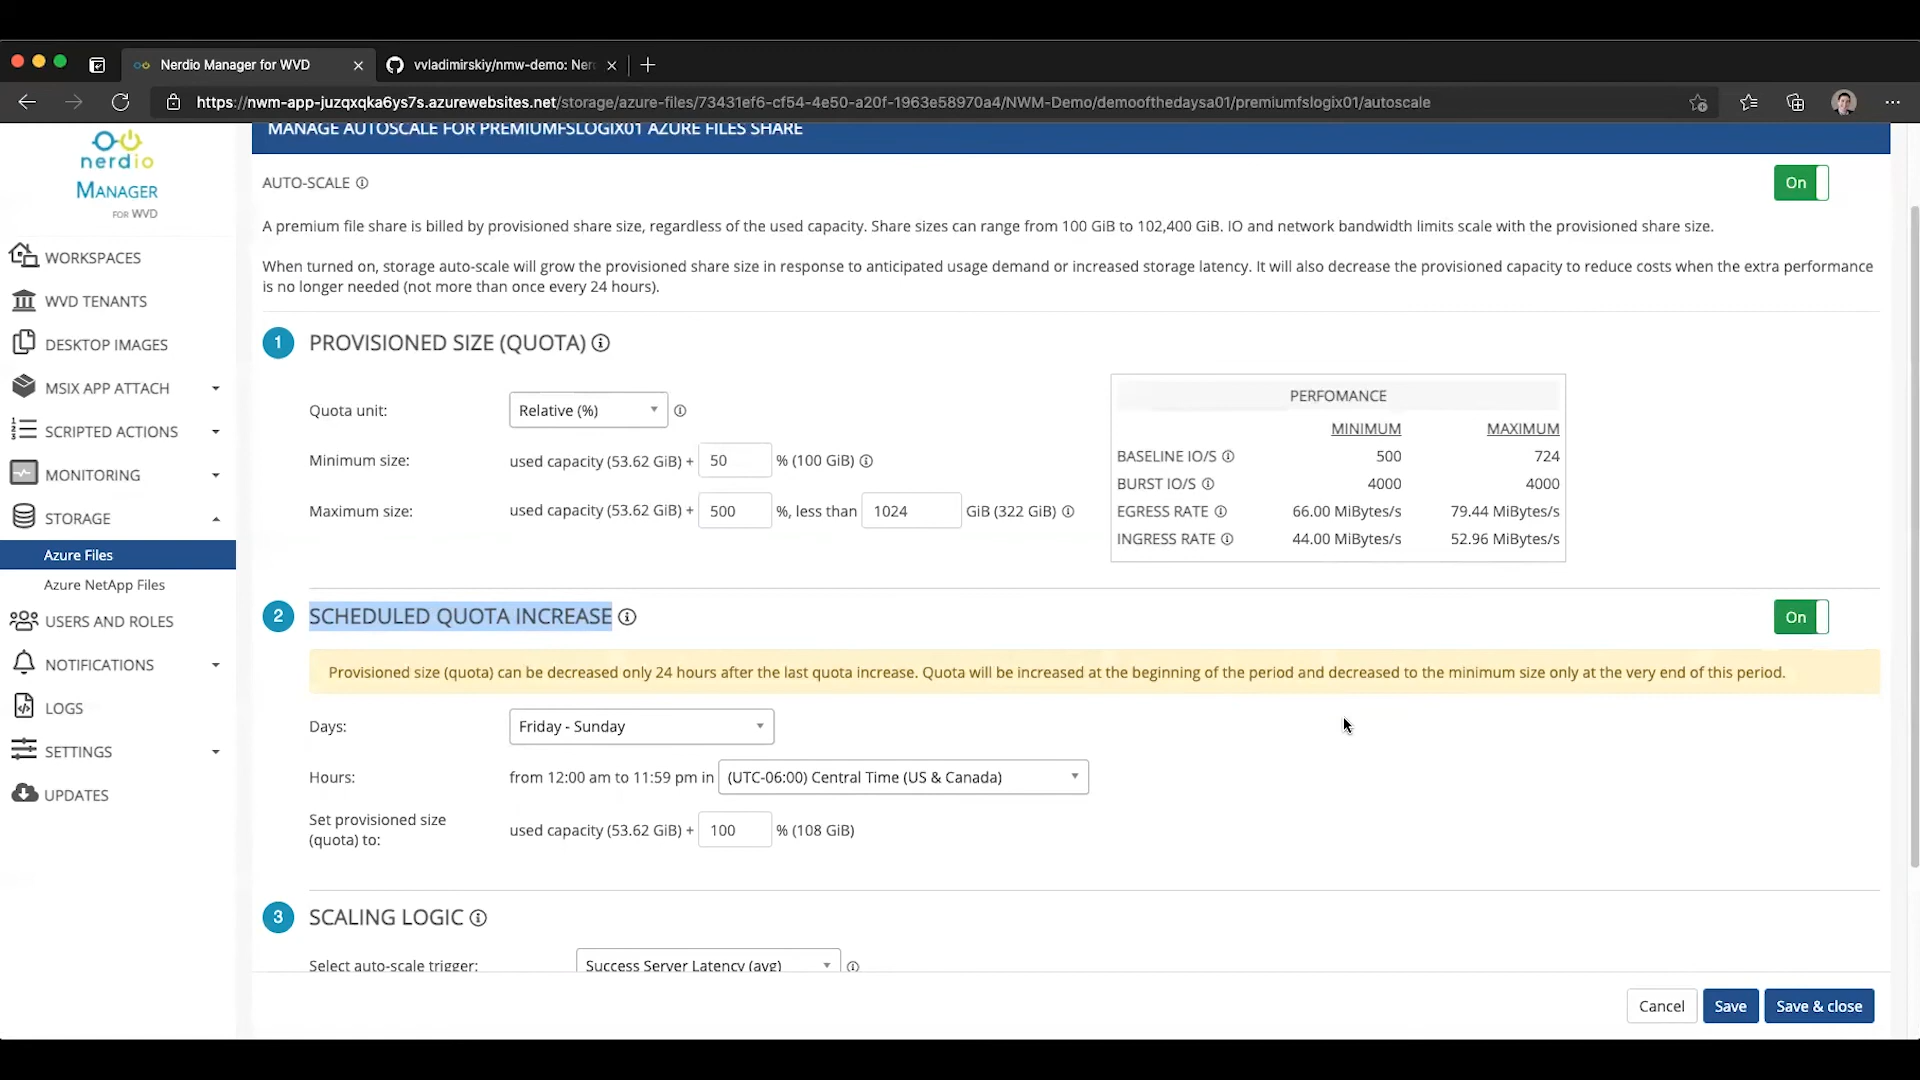 Nerdio Manager for WVD
vvladimirskiy/nmw-demo: Ner
https://nwm-app-juzqxqka6ys7s.azurewebsites.net/storage/azure-files/73431ef6-cf54-4e50-a20f-1963e58970a4/NWM-Demo/demoofthedaysa01/premiumfslogix01/autoscale
nerdio
MANAGER
FOR WVD
WORKSPACES
WVD TENANTS
DESKTOP IMAGES
MSIX APP ATTACH
SCRIPTED ACTIONS
MONITORING
STORAGE
Azure Files
Azure NetApp Files
USERS AND ROLES
NOTIFICATIONS
LOGS
SETTINGS
UPDATES
MANAGE AUTOSCALE FOR PREMIUMFSLOGIX01 AZURE FILES SHARE
AUTO-SCALE
On
A premium file share is billed by provisioned share size, regardless of the used capacity. Share sizes can range from 100 GiB to 102,400 GiB. IO and network bandwidth limits scale with the provisioned share size.
When turned on, storage auto-scale will grow the provisioned share size in response to anticipated usage demand or increased storage latency. It will also decrease the provisioned capacity to reduce costs when the extra performance
is no longer needed (not more than once every 24 hours).
1 PROVISIONED SIZE (QUOTA)
Quota unit: Relative (%)
Minimum size: used capacity (53.62 GiB) + 50 % (100 GiB)
Maximum size: used capacity (53.62 GiB) + 500 %, less than 1024 GiB (322 GiB)
PERFOMANCE
MINIMUM MAXIMUM
BASELINE IO/S 500 724
BURST IO/S 4000 4000
EGRESS RATE 66.00 MiBytes/s 79.44 MiBytes/s
INGRESS RATE 44.00 MiBytes/s 52.96 MiBytes/s
2 SCHEDULED QUOTA INCREASE On
Provisioned size (quota) can be decreased only 24 hours after the last quota increase. Quota will be increased at the beginning of the period and decreased to the minimum size only at the very end of this period.
Days: Friday - Sunday
Hours: from 12:00 am to 11:59 pm in (UTC-06:00) Central Time (US & Canada)
Set provisioned size
(quota) to: used capacity (53.62 GiB) + 100 % (108 GiB)
3 SCALING LOGIC
Select auto-scale trigger: Success Server Latency (avg)
Cancel Save Save & close